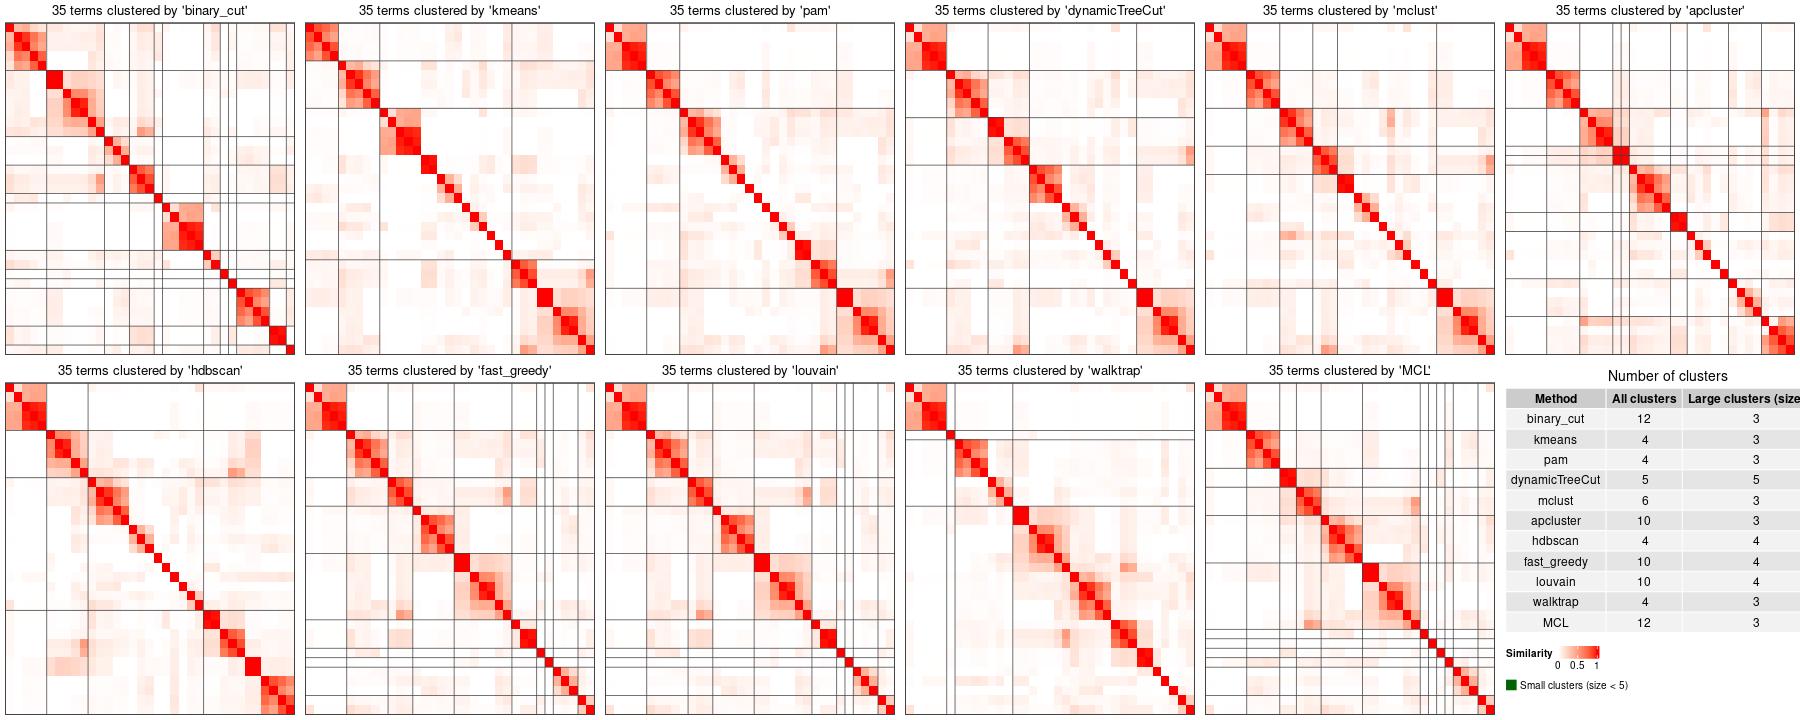 35 terms clustered by 'binary_cut'
35 terms clustered by 'kmeans'
35 terms clustered by 'pam'
35 terms clustered by 'dynamicTreeCut'
35 terms clustered by 'mclust'
35 terms clustered by 'apcluster'
35 terms clustered by 'hdbscan'
35 terms clustered by 'fast_greedy'
35 terms clustered by 'louvain'
35 terms clustered by 'walktrap'
35 terms clustered by 'MCL'
Number of clusters
Method All clusters Large clusters (size
binary_cut 12 3
kmeans 4 3
pam 4 3
dynamicTreeCut 5 5
mclust 6 3
apcluster 10 3
hdbscan 4 4
fast_greedy 10 4
louvain 10 4
walktrap 4 3
MCL 12 3
Similarity
0 0.5 1
Small clusters (size < 5)